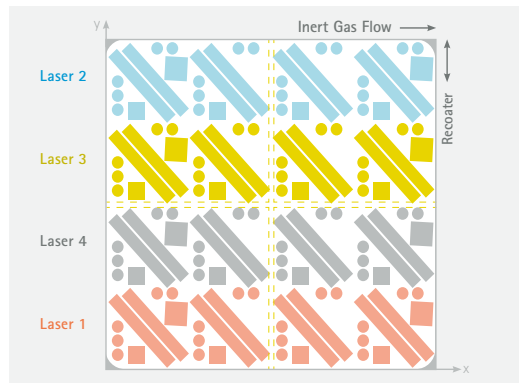 y
Inert Gas Flow
Laser 2
Recoater
Laser 3
Laser 4
Laser 1
x